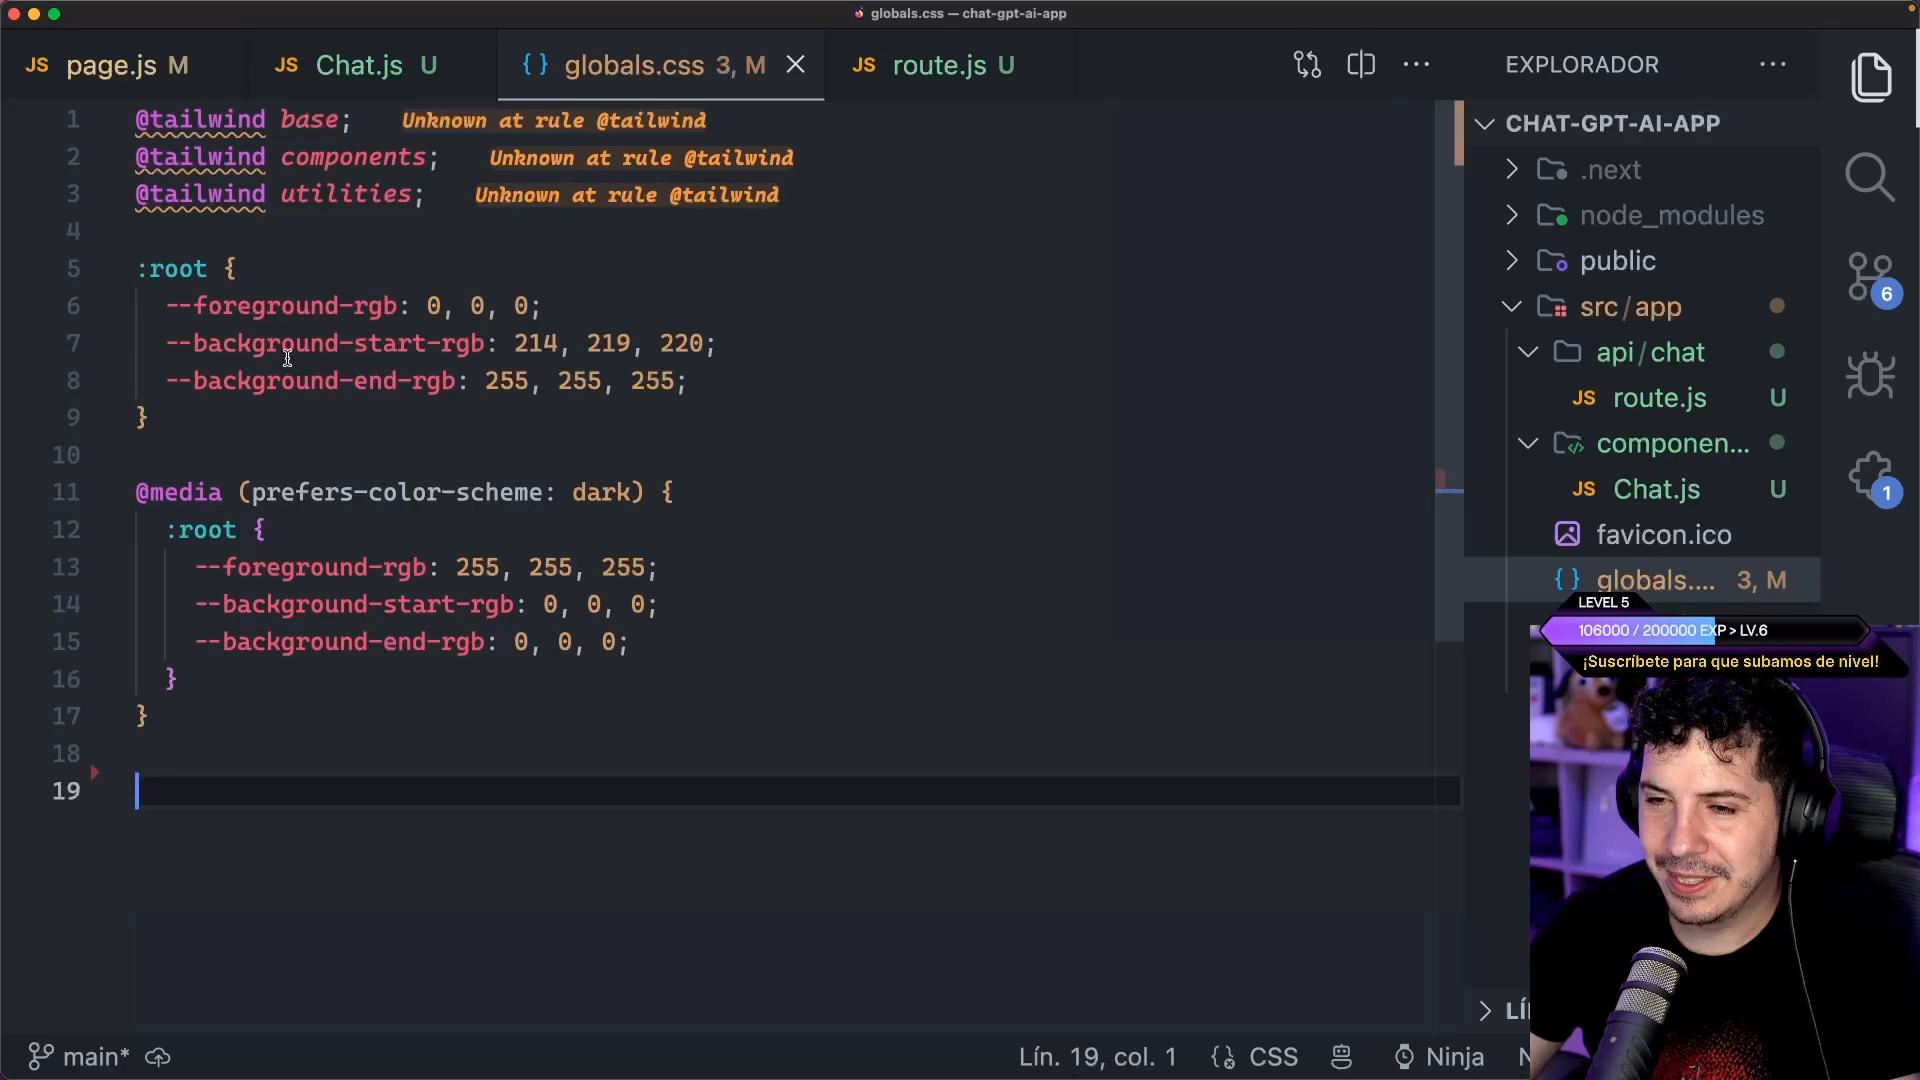 globals.css — chat-gpt-ai-app
JS page.js M
JS Chat.js U
{} globals.css 3, M
JS route.js U
EXPLORADOR
1 @tailwind base; Unknown at rule @tailwind
2 @tailwind components; Unknown at rule @tailwind
3 @tailwind utilities; Unknown at rule @tailwind
4
5 :root {
6 --foreground-rgb: 0, 0, 0;
7 --background-start-rgb: 214, 219, 220;
8 --background-end-rgb: 255, 255, 255;
9 }
10
11 @media (prefers-color-scheme: dark) {
12 :root {
13 --foreground-rgb: 255, 255, 255;
14 --background-start-rgb: 0, 0, 0;
15 --background-end-rgb: 0, 0, 0;
16 }
17 }
18
19
CHAT-GPT-AI-APP
.next
node_modules
public
src/app
api/chat
JS route.js U
componen...
JS Chat.js U
favicon.ico
{} globals.... 3, M
6
1
LEVEL 5
106000 / 200000 EXP > LV.6
¡Suscríbete para que subamos de nivel!
LÍ
main*
Lín. 19, col. 1
CSS
Ninja
N